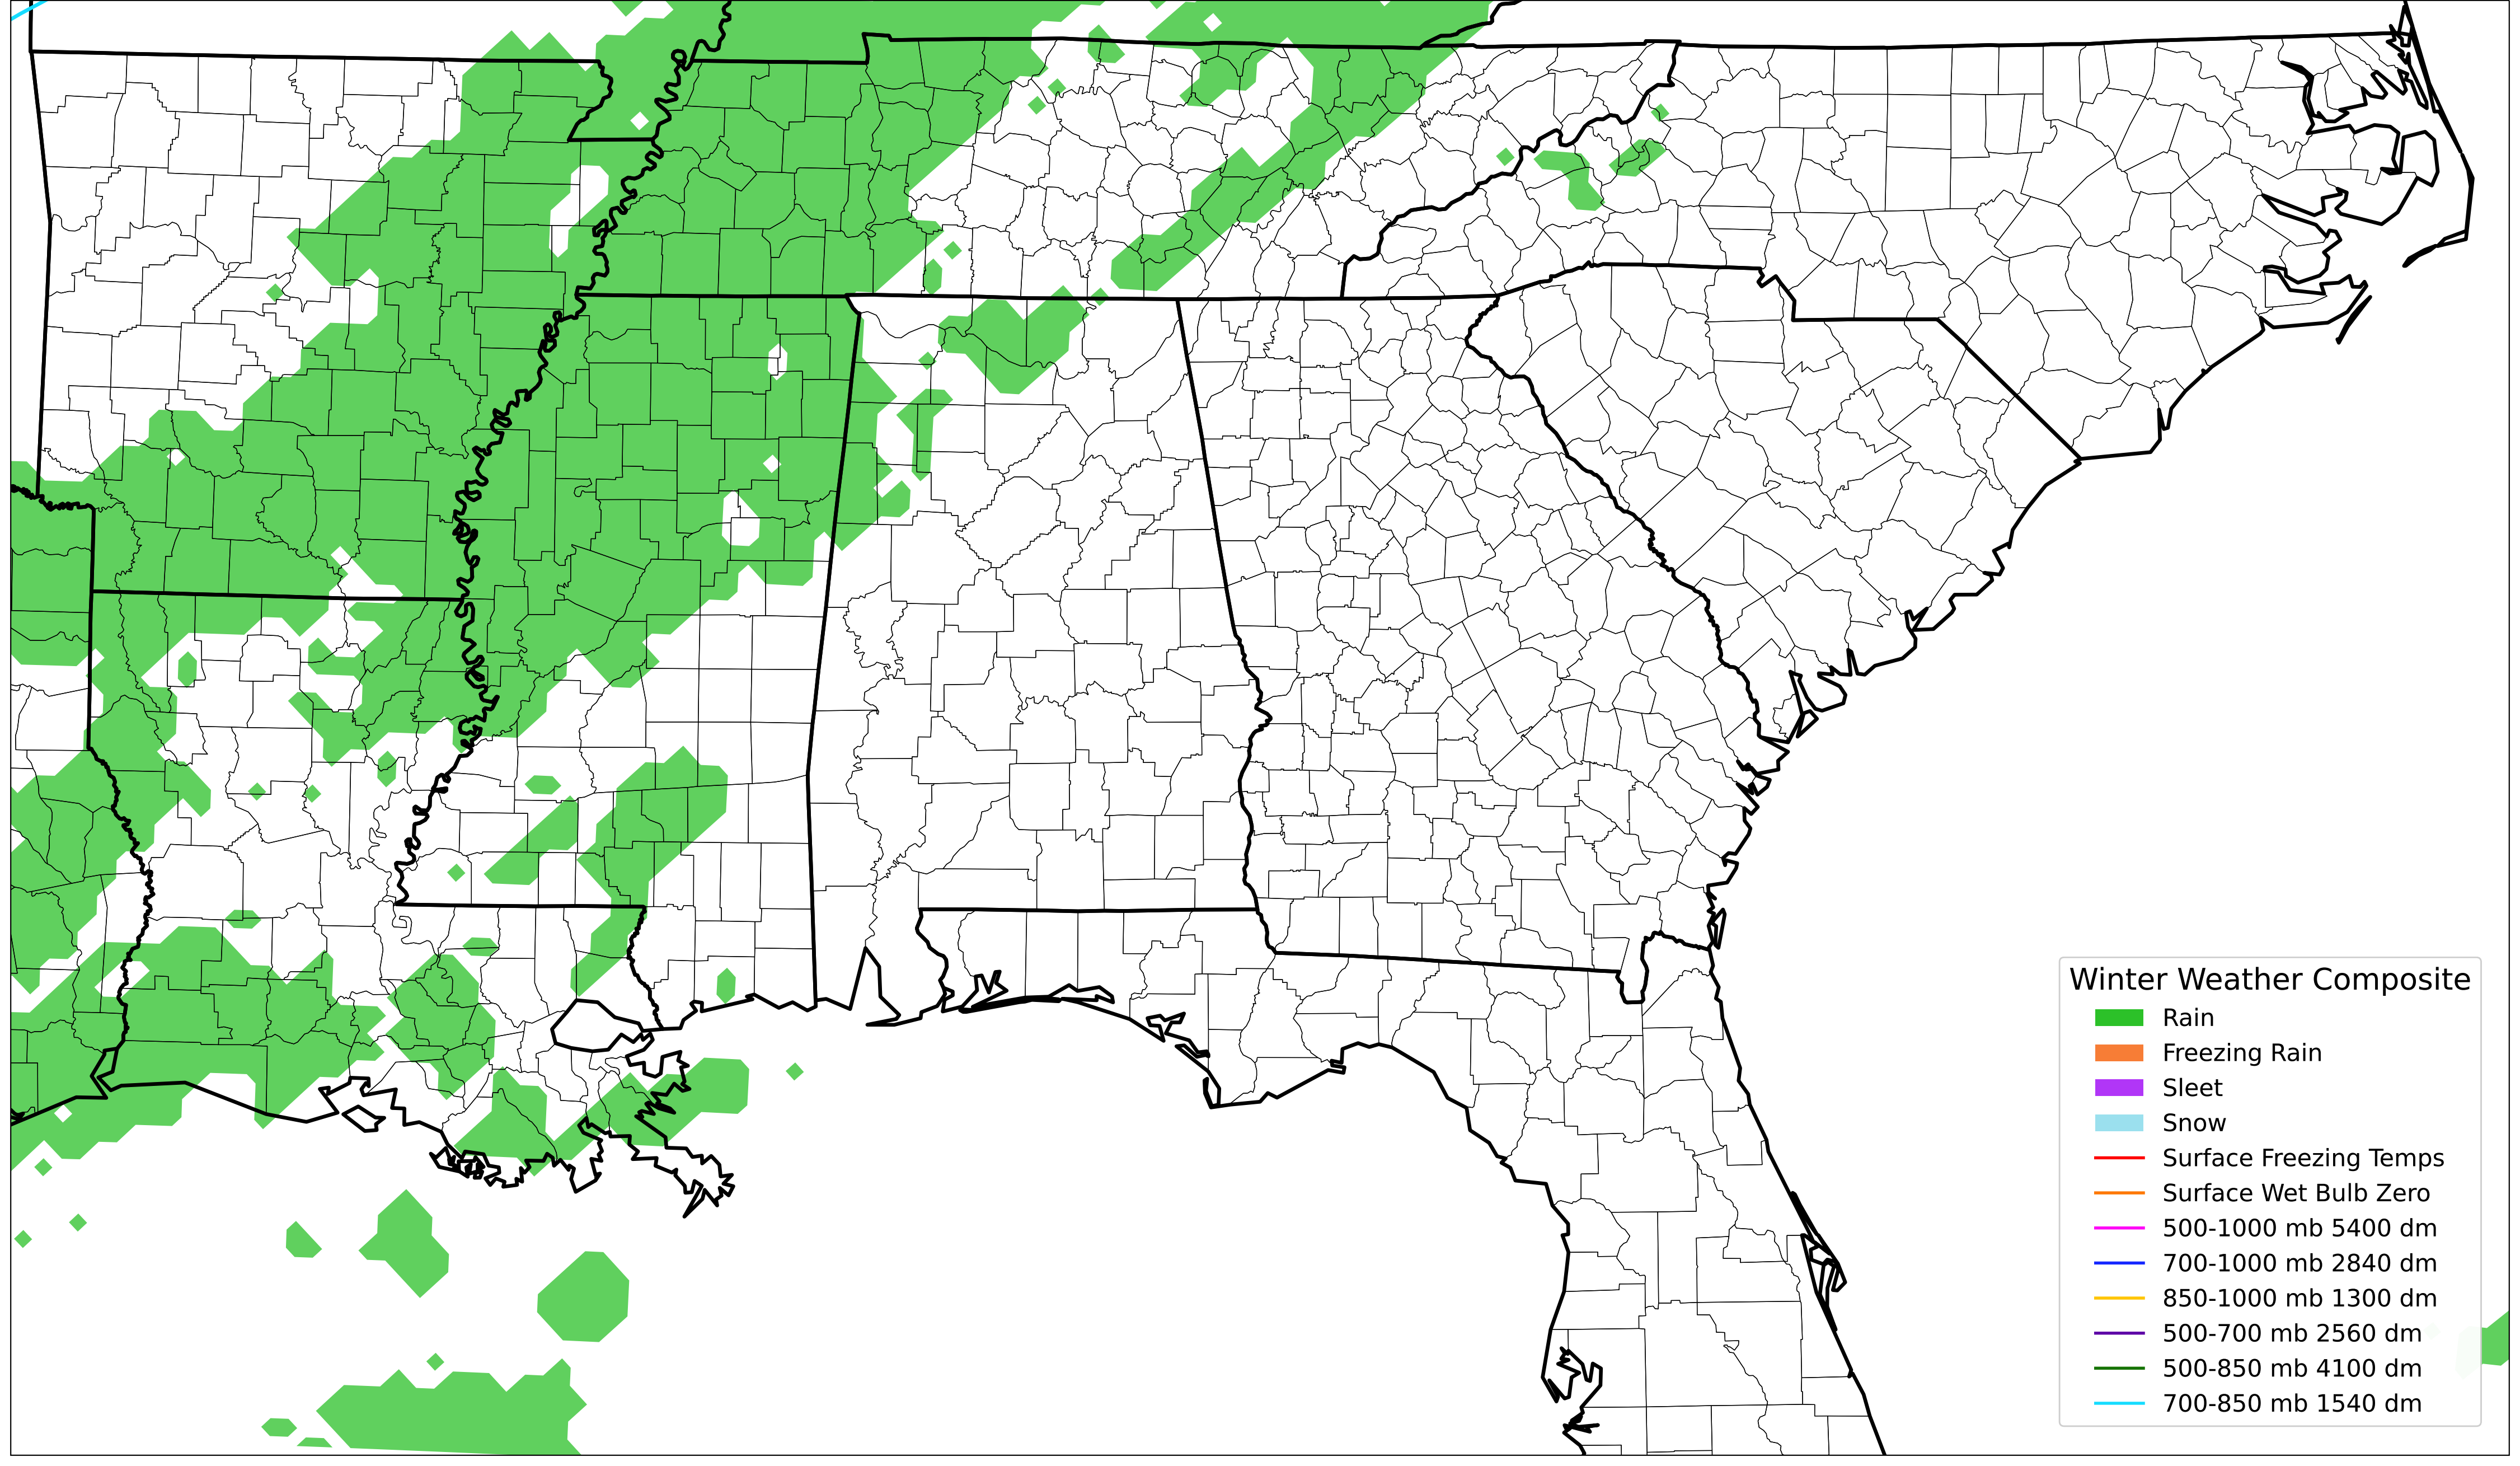 Winter Weather Composite
Rain
Freezing Rain
Sleet
Snow
Surface Freezing Temps
Surface Wet Bulb Zero
500-1000 mb 5400 dm
700-1000 mb 2840 dm
850-1000 mb 1300 dm
500-700 mb 2560 dm
500-850 mb 4100 dm
700-850 mb 1540 dm